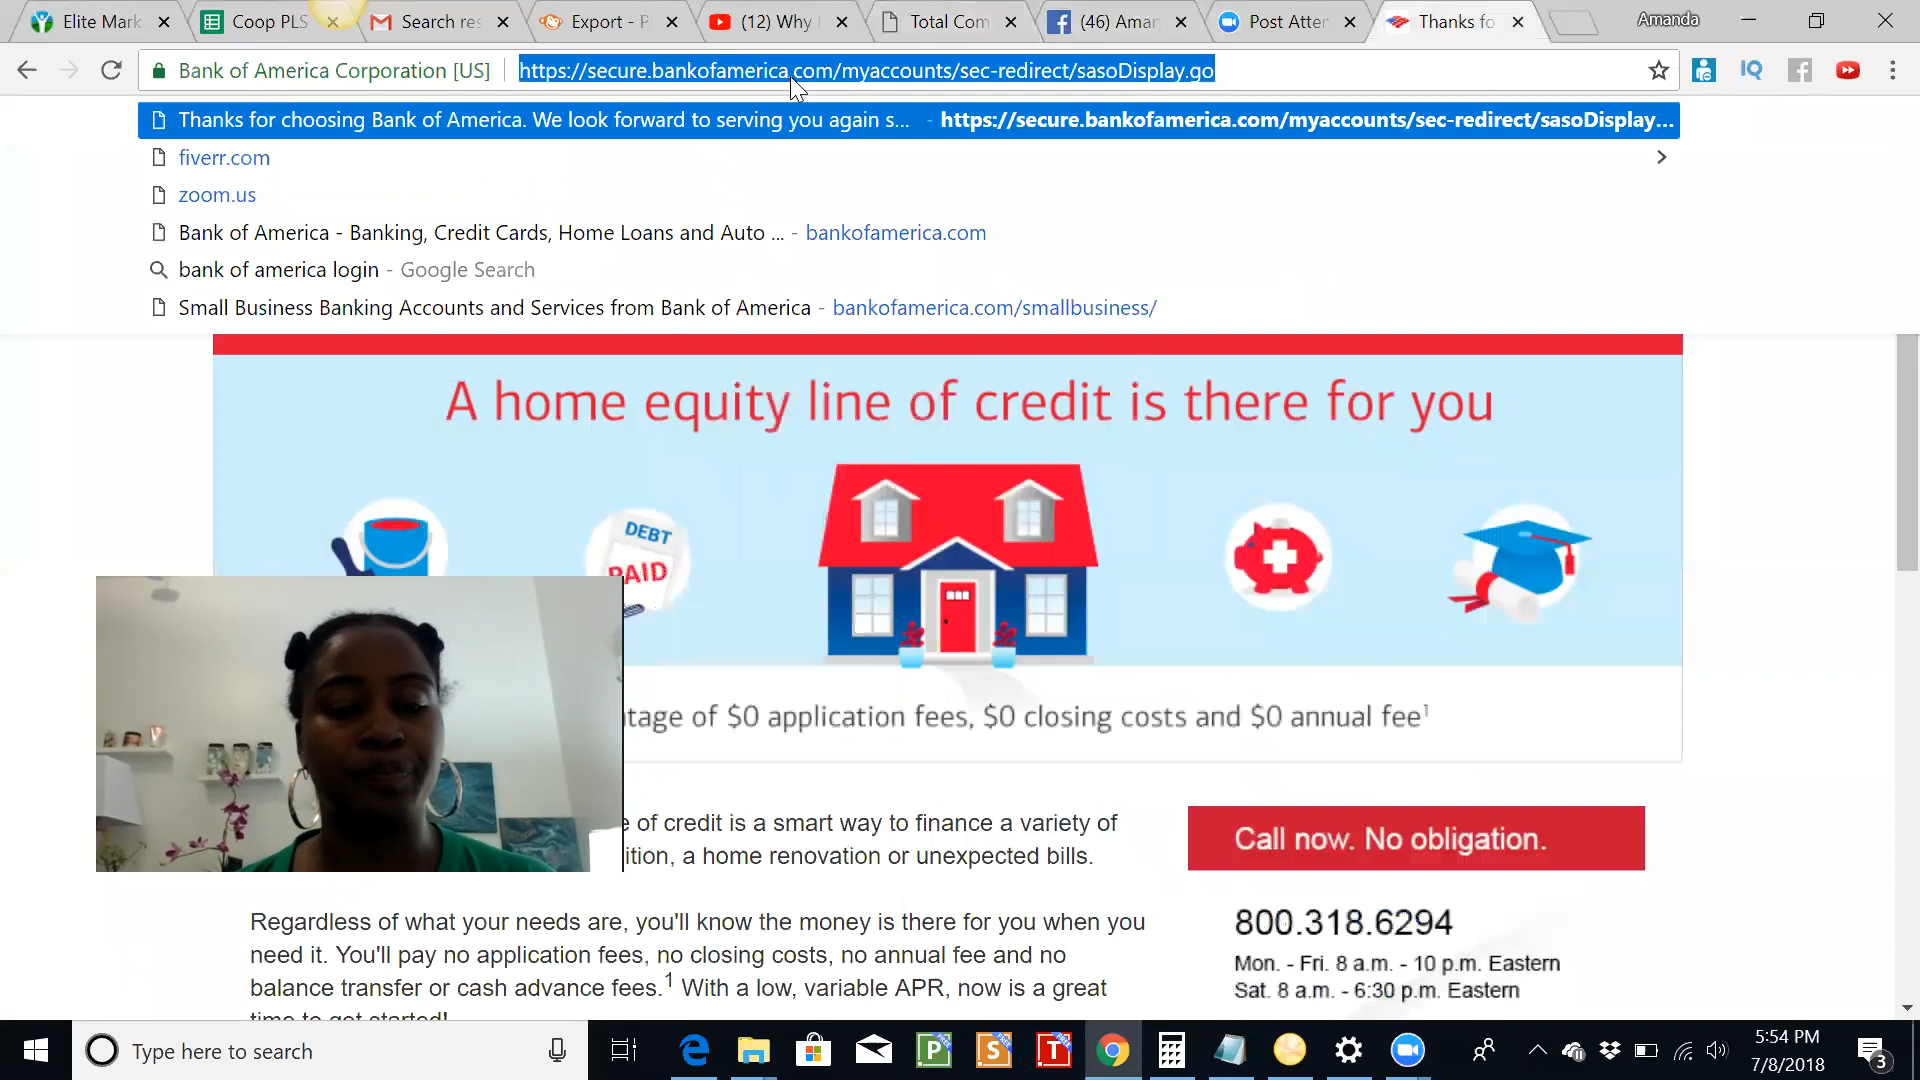 Elite Mark
Coop PLS
Search res
Export - P
(12) Why
Total Com
(46) Aman
Post Atten
Thanks fo
Amanda
Bank of America Corporation [US]
https://secure.bankofamerica.com/myaccounts/sec-redirect/sasoDisplay.go
Thanks for choosing Bank of America. We look forward to serving you again s... - https://secure.bankofamerica.com/myaccounts/sec-redirect/sasoDisplay...
fiverr.com
zoom.us
Bank of America - Banking, Credit Cards, Home Loans and Auto ... - bankofamerica.com
bank of america login - Google Search
Small Business Banking Accounts and Services from Bank of America - bankofamerica.com/smallbusiness/
A home equity line of credit is there for you
DEBT
PAID
tage of $0 application fees, $0 closing costs and $0 annual fee1
e of credit is a smart way to finance a variety of
ition, a home renovation or unexpected bills.
Call now. No obligation.
Regardless of what your needs are, you'll know the money is there for you when you
need it. You'll pay no application fees, no closing costs, no annual fee and no
balance transfer or cash advance fees.1 With a low, variable APR, now is a great
time to get started!
800.318.6294
Mon. - Fri. 8 a.m. - 10 p.m. Eastern
Sat. 8 a.m. - 6:30 p.m. Eastern
Type here to search
5:54 PM
7/8/2018
3